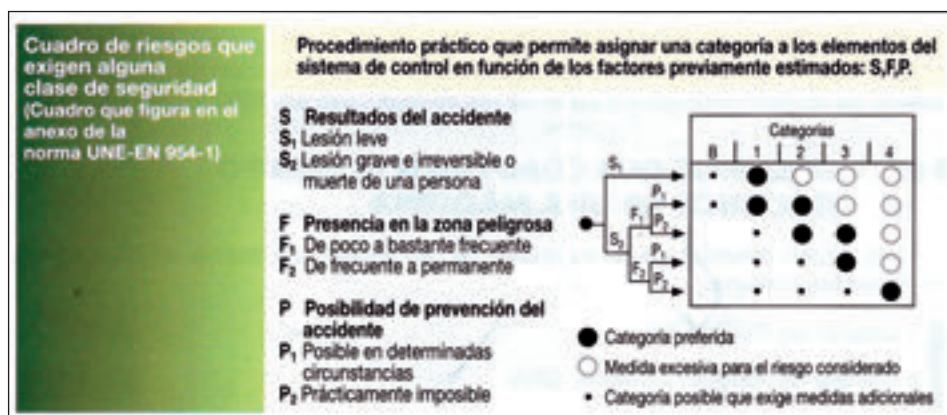 Cuadro de riesgos que
exigen alguna
clase de seguridad
(Cuadro que figura en el
anexo de la
norma UNE-EN 954-1)
Procedimiento práctico que permite asignar una categoría a los elementos del
sistema de control en función de los factores previamente estimados: S,F,P.
S Resultados del accidente
S₁ Lesión leve
S₂ Lesión grave e irreversible o
muerte de una persona
F Presencia en la zona peligrosa
F₁ De poco a bastante frecuente
F₂ De frecuente a permanente
P Posibilidad de prevención del
accidente
P₁ Posible en determinadas
circunstancias
P₂ Prácticamente imposible
Categorías
B 1 2 3 4
S₁
P₁
F₁
P₂
S₂
P₁
F₂
P₂
Categoría preferida
Medida excesiva para el riesgo considerado
Categoría posible que exige medidas adicionales